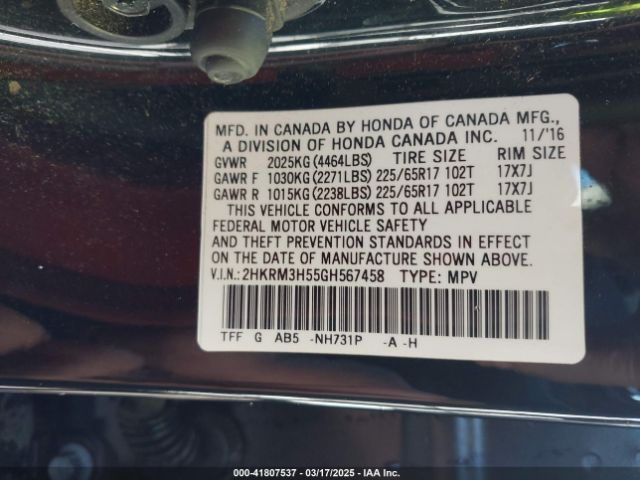 MFD. IN CANADA BY HONDA OF CANADA MFG.,
A DIVISION OF HONDA CANADA INC. 11/'16
GVWR 2025KG(4464LBS) TIRE SIZE RIM SIZE
GAWR F 1030KG(2271LBS) 225/65R17 102T 17X7J
GAWR R 1015KG(2238LBS) 225/65R17 102T 17X7J
THIS VEHICLE CONFORMS TO ALL APPLICABLE
FEDERAL MOTOR VEHICLE SAFETY
AND THEFT PREVENTION STANDARDS IN EFFECT
ON THE DATE OF MANUFACTURE SHOWN ABOVE.
V.I.N.:2HKRM3H55GH567458 TYPE: MPV
TFF G AB5 -NH731P -A -H
000-41807537 - 03/17/2025 - IAA Inc.